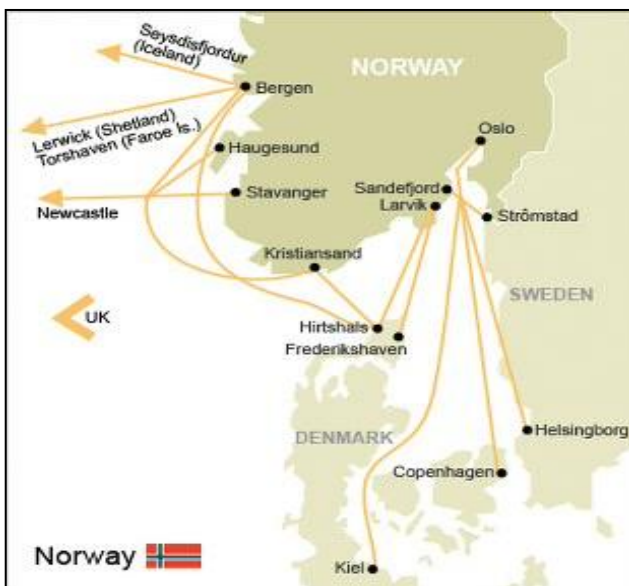 Seysdisfjordur
(Iceland)
NORWAY
Bergen
Oslo
Lerwick (Shetland)
Torshaven (Faroe Is.)
Haugesund
Sandefjord
Stavanger
Larvik
Newcastle
Strômstad
Kristiansand
SWEDEN
UK
Hirtshals
Frederikshaven
DENMARK
Helsingborg
Copenhagen
Norway
Kiel